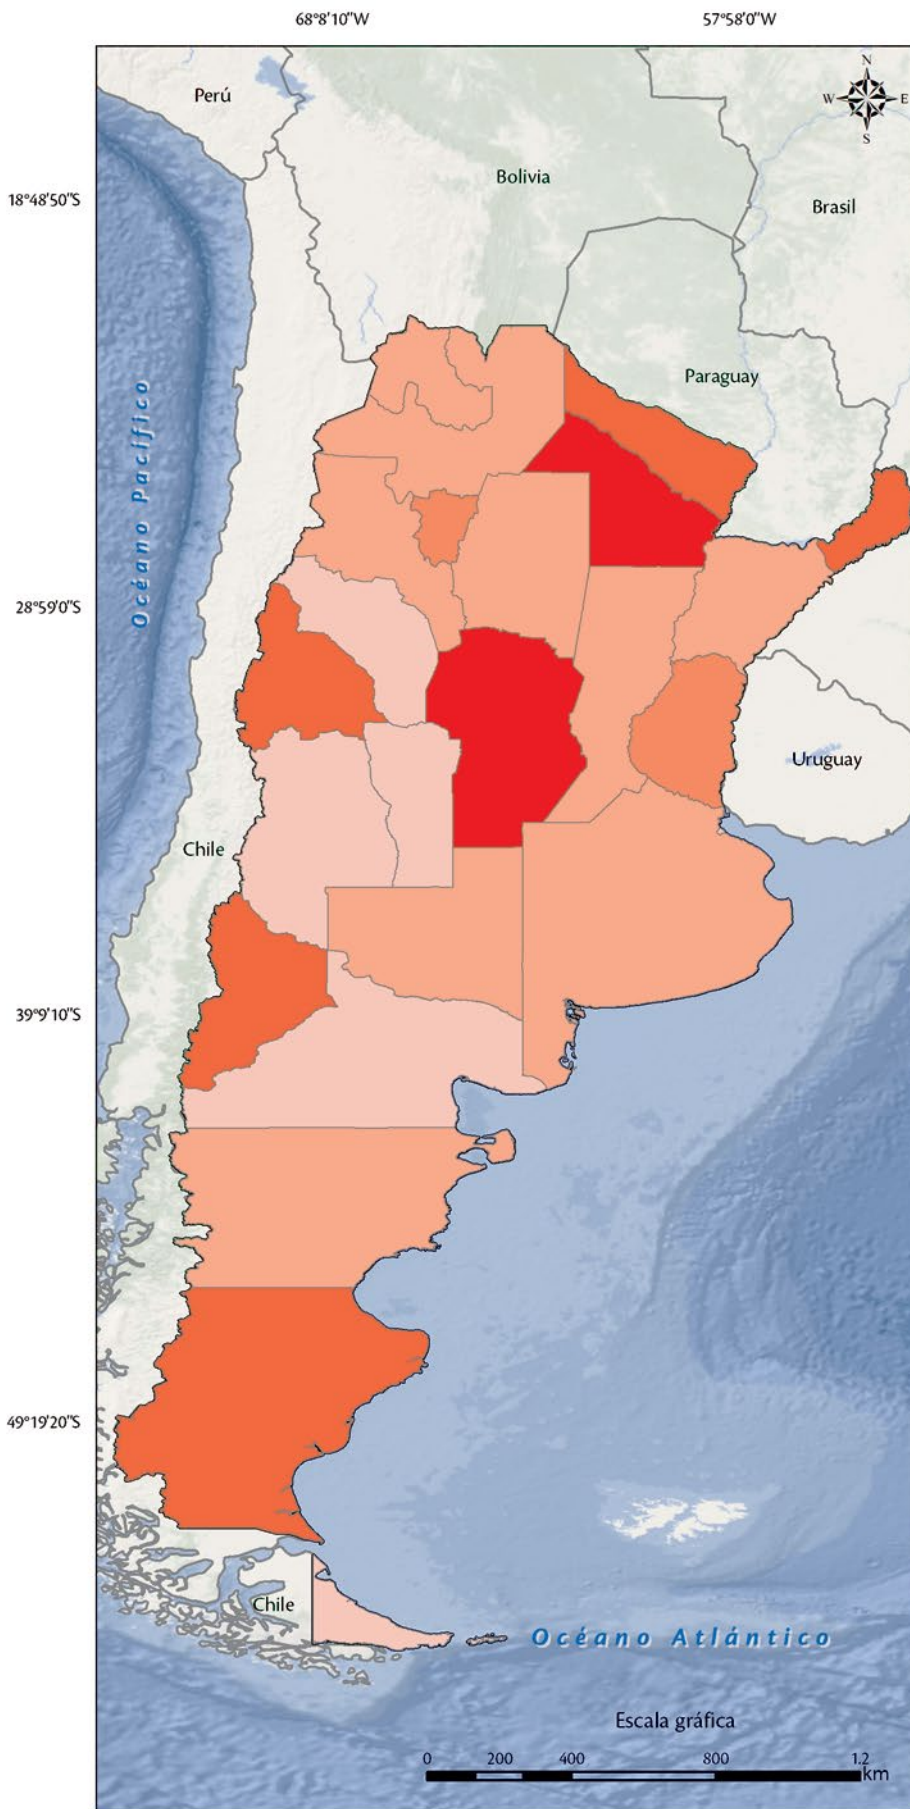 68°8'10"W
57°58'0"W
N
W
E
S
Perú
Bolivia
Brasil
18°48'50"S
Paraguay
Océano Pacífico
28°59'0"S
Uruguay
Chile
39°9'10"S
49°19'20"S
Chile
Océano Atlántico
Escala gráfica
0 200 400 800 1.2
km